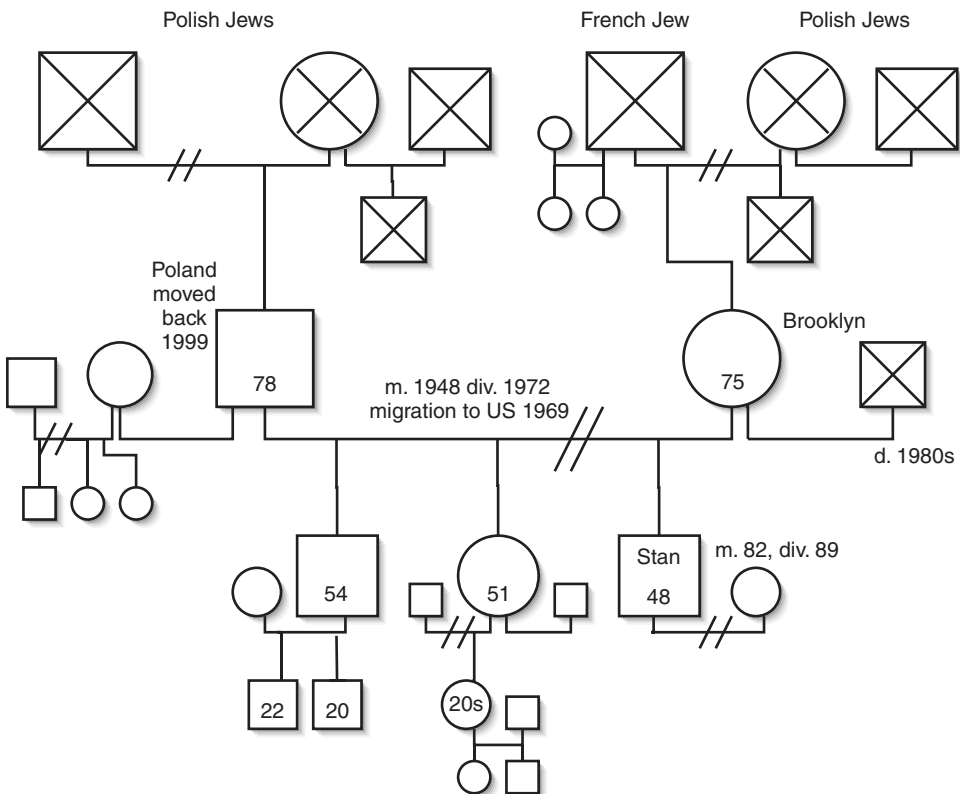 Polish Jews
French Jew
Polish Jews
Poland
moved
back
1999
78
Brooklyn
75
m. 1948 div. 1972
migration to US 1969
d. 1980s
54
51
Stan
48
m. 82, div. 89
22
20
20s